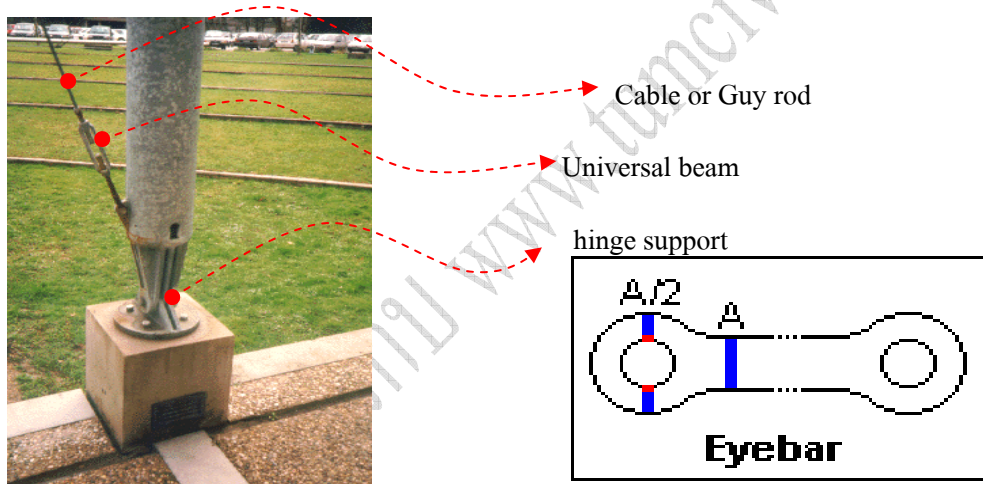 Cable or Guy rod
Universal beam
hinge support
A/2
A
Eyebar